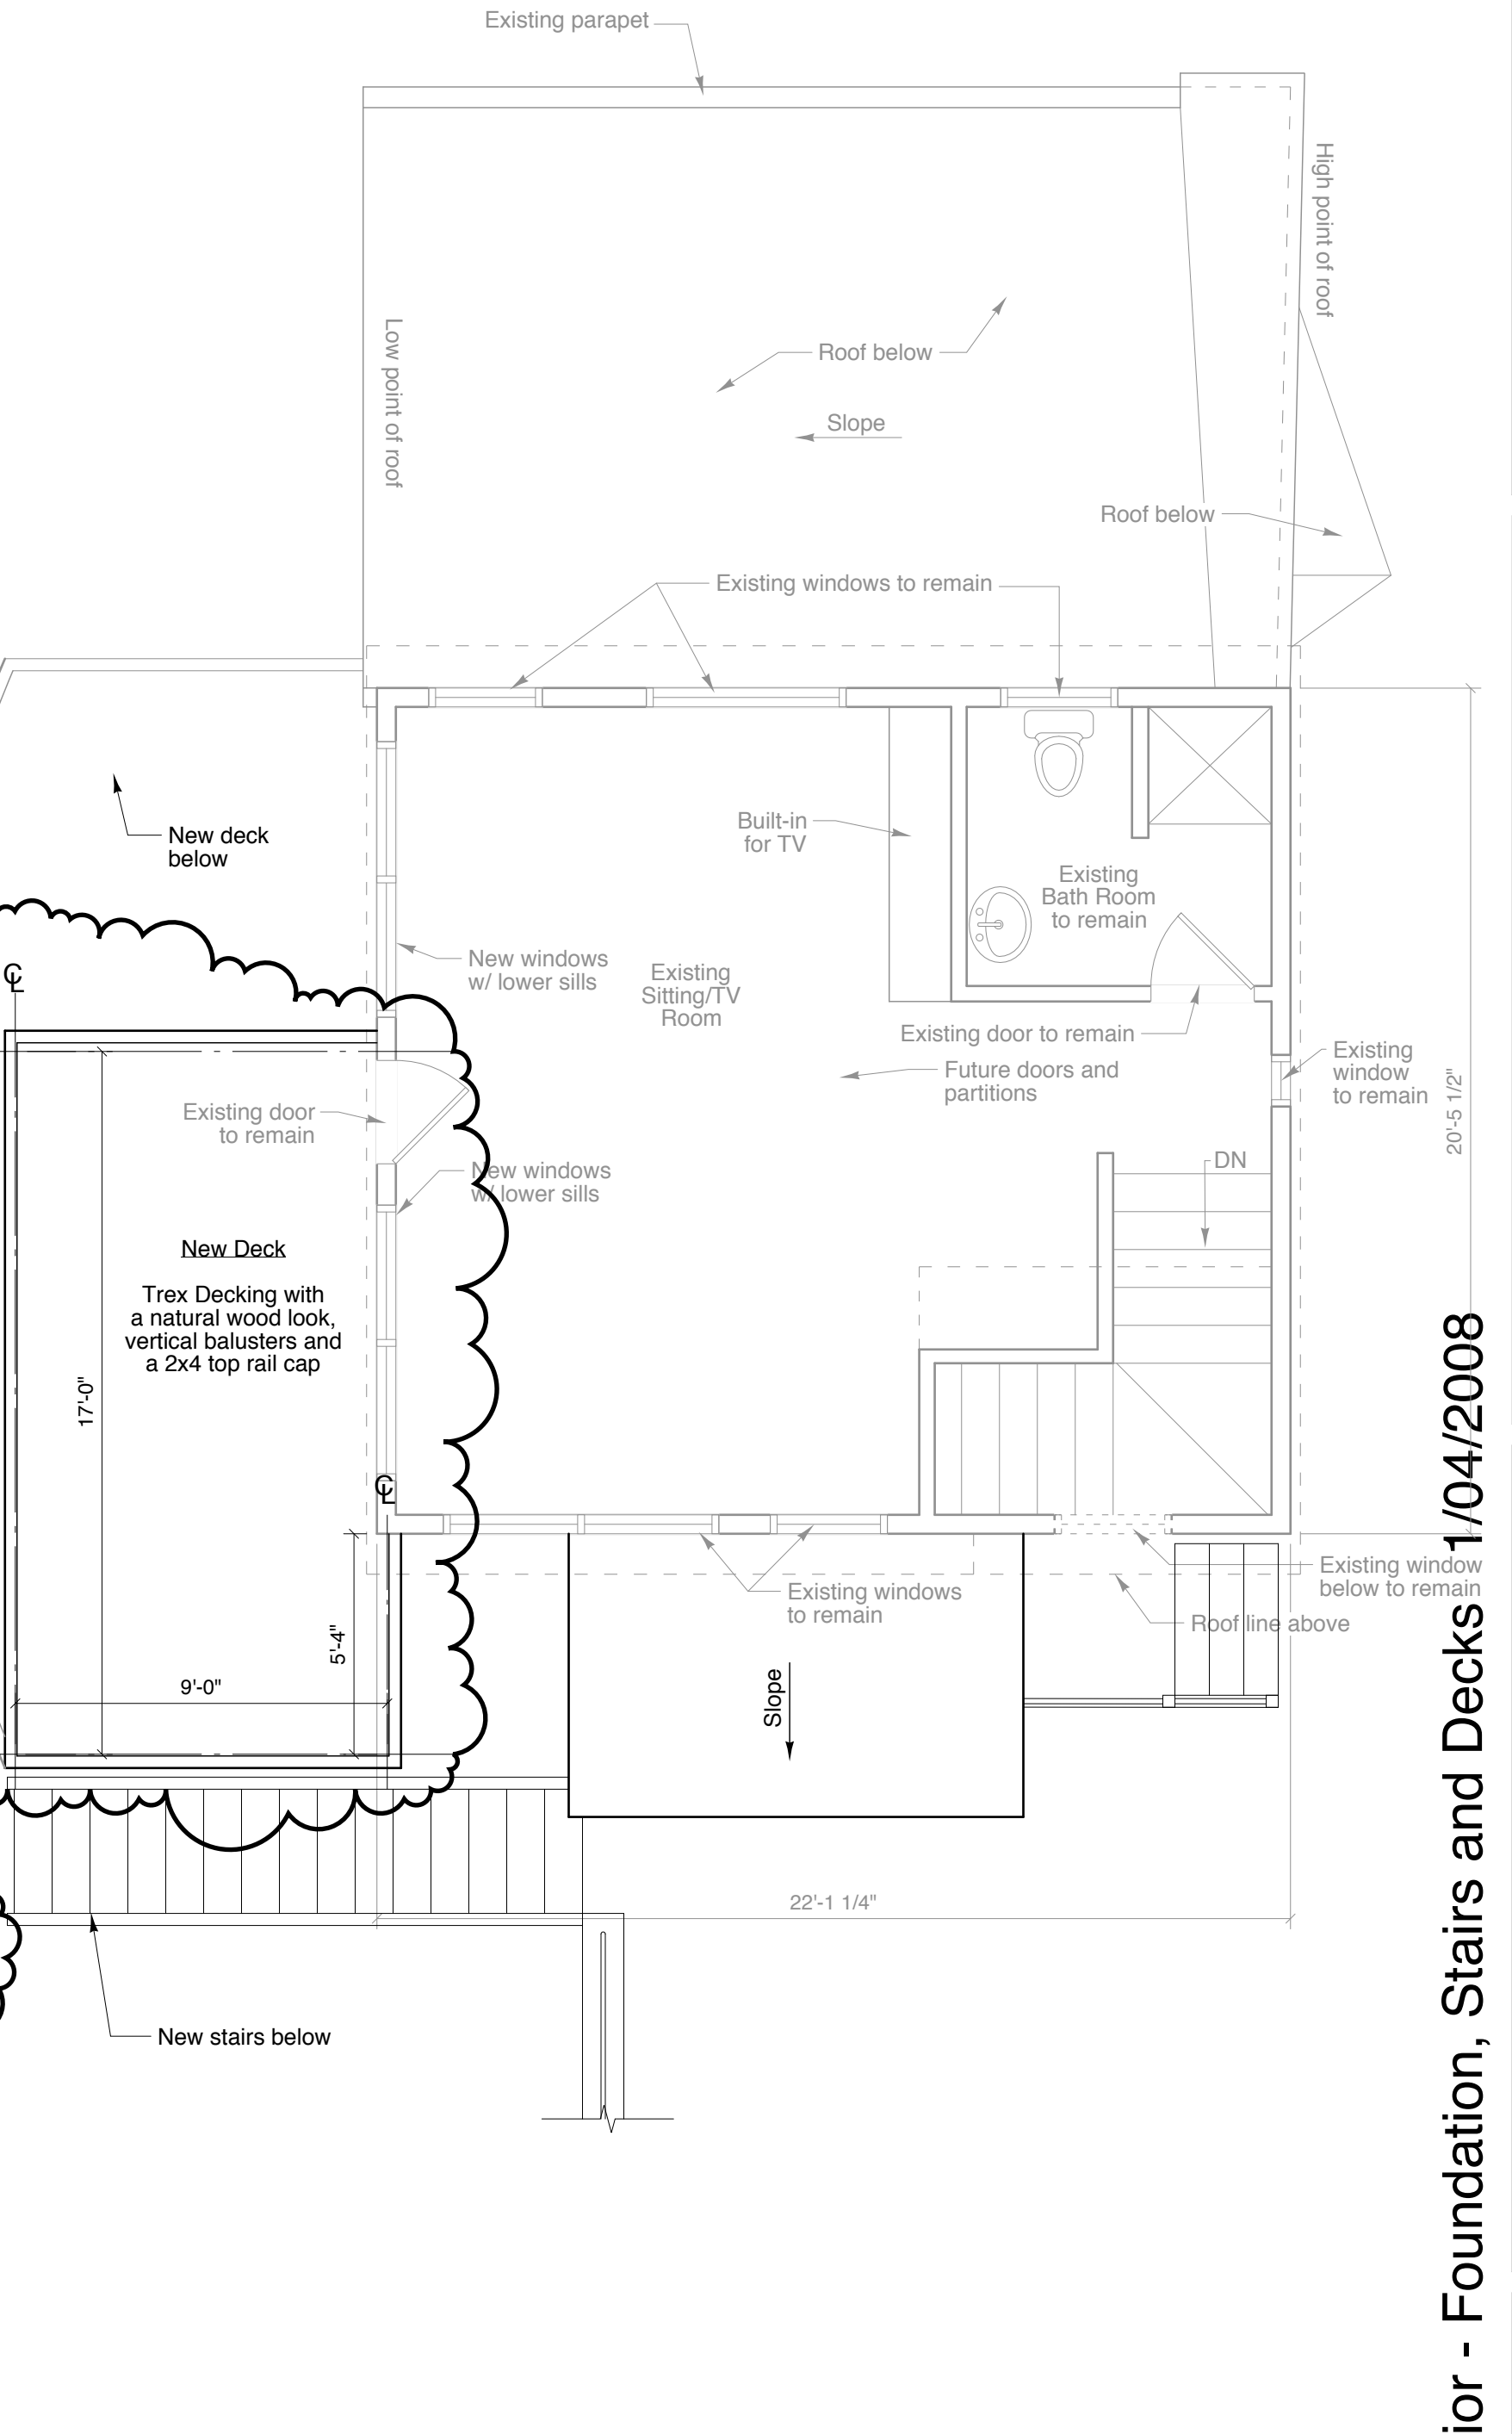 Existing parapet
High point of roof
Low point of roof
Roof below
Slope
Roof below
Existing windows to remain
New deck
below
Built-in
for TV
Existing
Bath Room
to remain
℄
New windows
w/ lower sills
Existing
Sitting/TV
Room
Existing door to remain
Existing
window
to remain
Future doors and
partitions
20'-5 1/2"
Existing door
to remain
New windows
w/ lower sills
DN
New Deck
Trex Decking with
a natural wood look,
vertical balusters and
a 2x4 top rail cap
17'-0"
℄
Existing window
below to remain
Existing windows
to remain
Roof line above
5'-4"
9'-0"
Slope
22'-1 1/4"
New stairs below
ior - Foundation, Stairs and Decks 1/04/2008